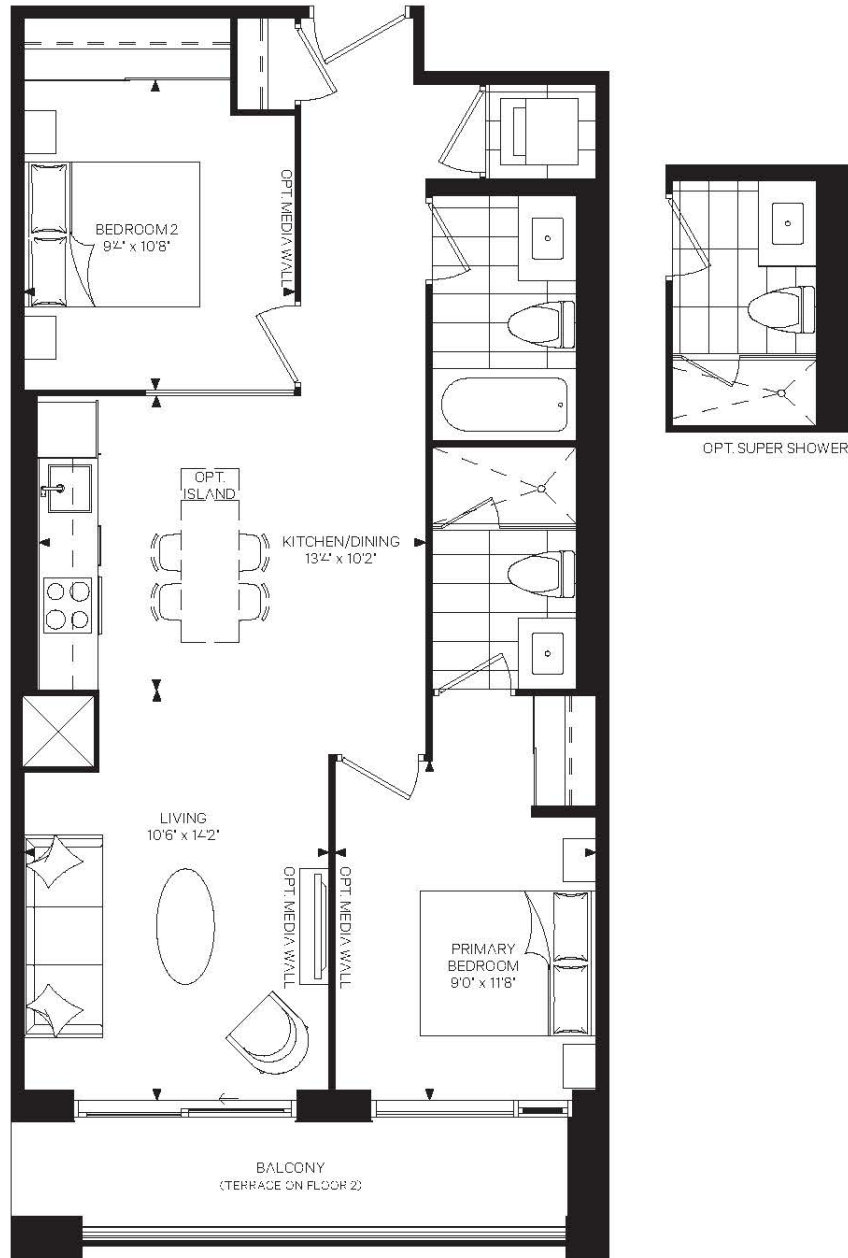 BEDROOM 2
9'4" x 10'8"
OPT. MEDIA WALL
OPT. SUPER SHOWER
OPT.
ISLAND
KITCHEN/DINING
13'4" x 10'2"
LIVING
10'6" x 14'2"
OPT. MEDIA WALL
OPT. MEDIA WALL
PRIMARY
BEDROOM
9'0" x 11'8"
BALCONY
(TERRACE ON FLOOR 2)